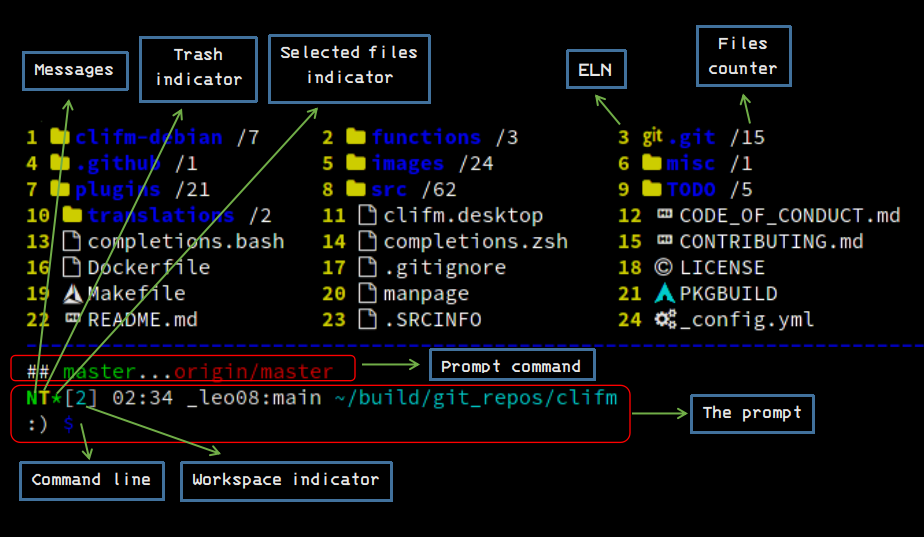 Files
counter
Trash
indicator
Selected files
indicator
Messages
ELN
1 clifm-debian /7 2 functions /3 3 git .git /15
4 .github /1 5 images /24 6 misc /1
7 plugins /21 8 src /62 9 TODO /5
10 translations /2 11 clifm.desktop 12 CODE_OF_CONDUCT.md
13 completions.bash 14 completions.zsh 15 CONTRIBUTING.md
16 Dockerfile 17 .gitignore 18 © LICENSE
19 Makefile 20 manpage 21 PKGBUILD
22 README.md 23 .SRCINFO 24 _config.yml
## master...origin/master
Prompt command
NT*[2] 02:34 _leo08:main ~/build/git_repos/clifm
:) $
The prompt
Command line
Workspace indicator